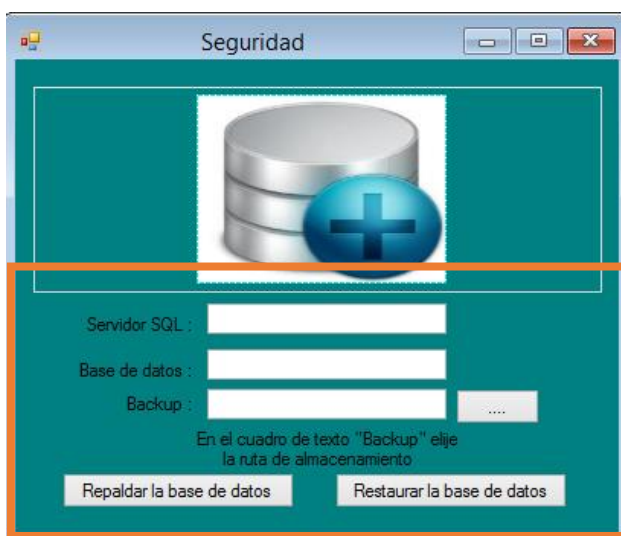 Seguridad
Servidor SQL :
Base de datos :
Backup :
....
En el cuadro de texto "Backup" elije
la ruta de almacenamiento
Repaldar la base de datos
Restaurar la base de datos